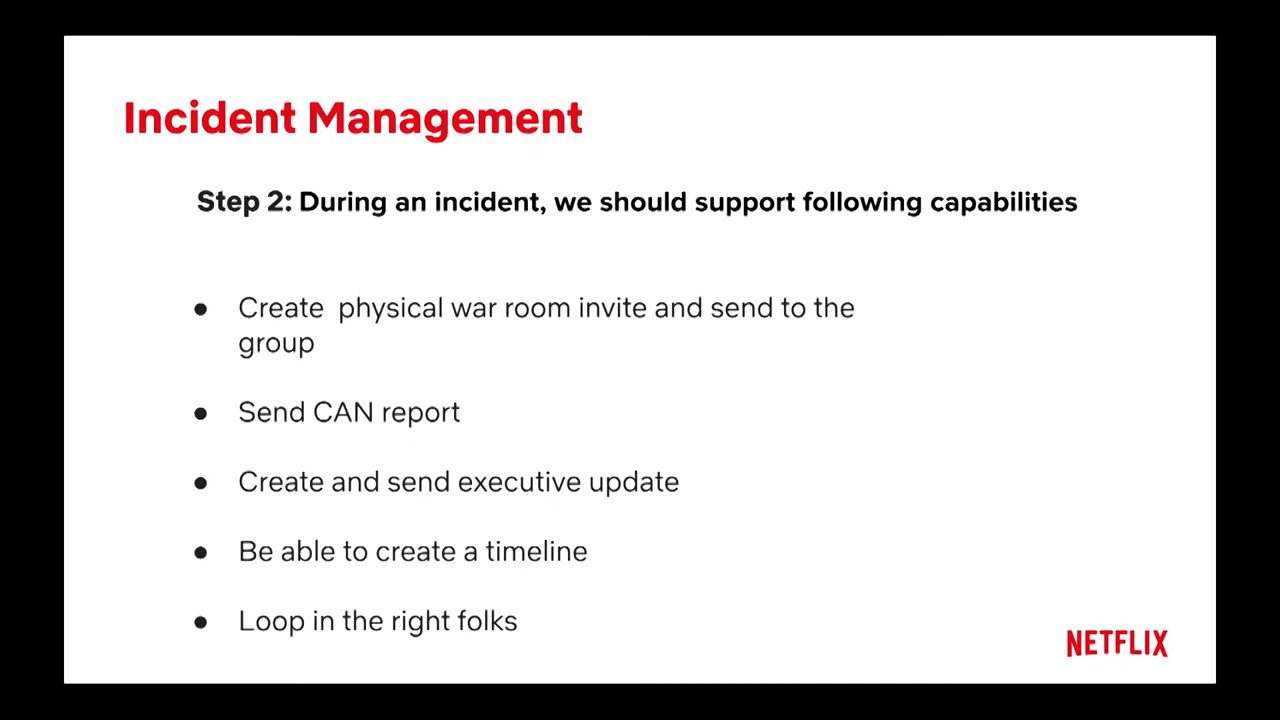 Incident Management
Step 2: During an incident, we should support following capabilities
● Create  physical war room invite and send to the
group
● Send CAN report
● Create and send executive update
● Be able to create a timeline
● Loop in the right folks
NETFLIX